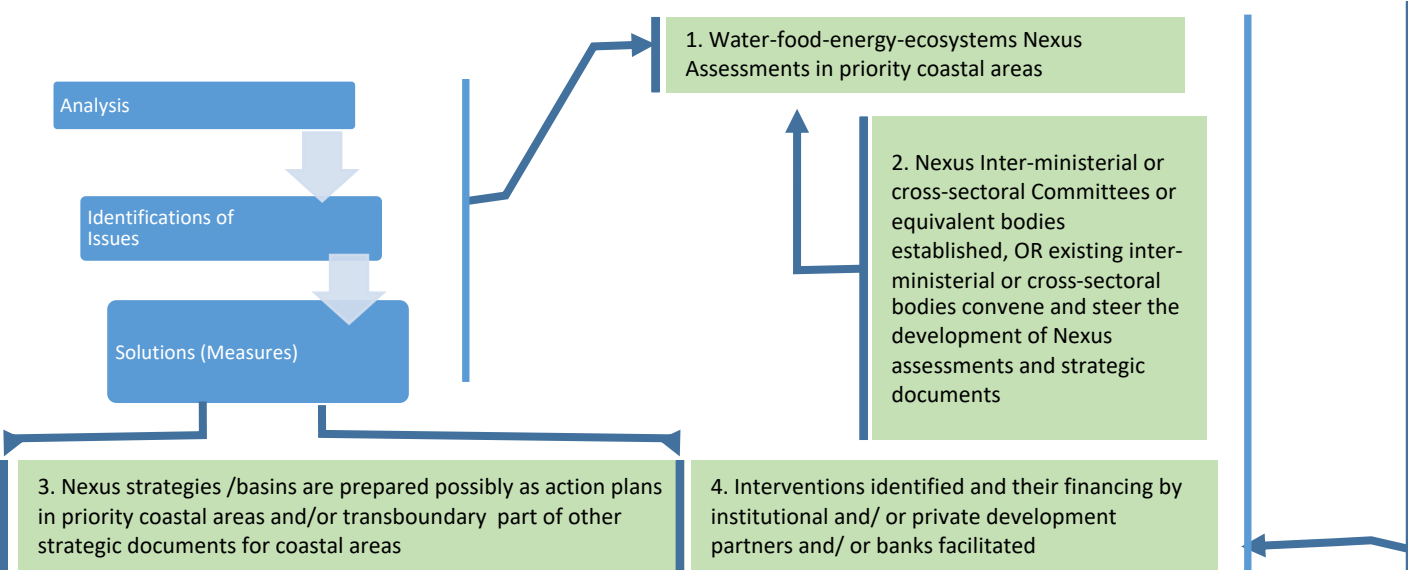 1. Water-food-energy-ecosystems Nexus
Assessments in priority coastal areas
Analysis
2. Nexus Inter-ministerial or
cross-sectoral Committees or
equivalent bodies
established, OR existing inter-
ministerial or cross-sectoral
bodies convene and steer the
development of Nexus
assessments and strategic
documents
Identifications of
Issues
Solutions (Measures)
3. Nexus strategies /basins are prepared possibly as action plans
in priority coastal areas and/or transboundary part of other
strategic documents for coastal areas
4. Interventions identified and their financing by
institutional and/ or private development
partners and/ or banks facilitated